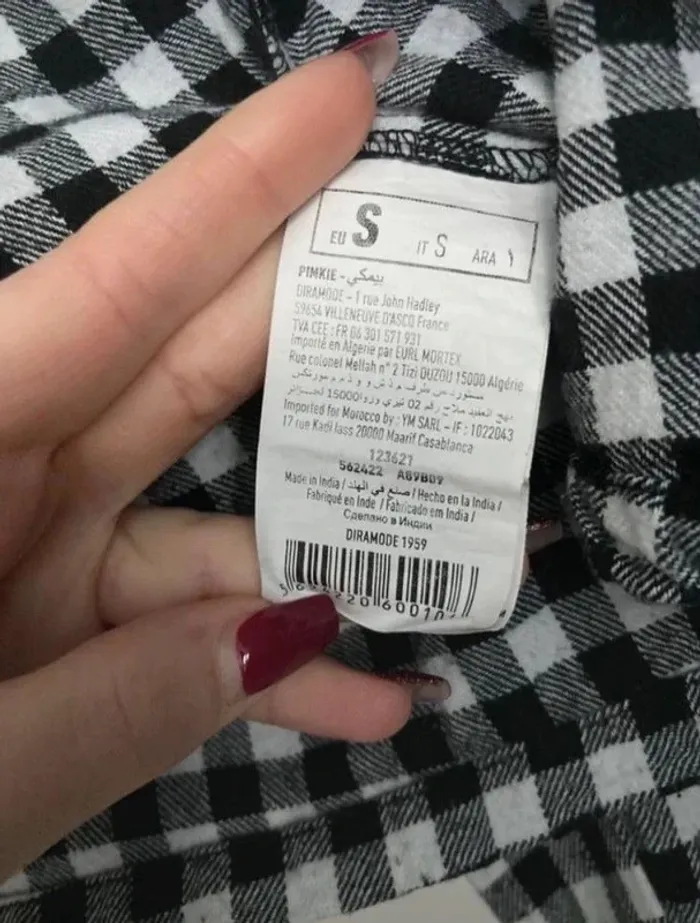 EU S IT S ARA ١
PIMKIE - بيمكي
DIRAMODE - 1 rue John Hadley
59654 VILLENEUVE D'ASCQ France
TVA CEE : FR 06 301 571 931
Importé en Algérie par EURL MORTEX
Rue colonel Mellah n° 2 Tizi OUZOU 15000 Algérie
Imported for Morocco by : YM SARL - IF : 1022043
17 rue Kadi Iass 20000 Maarif Casablanca
123621
562422 A89B09
Made in India / صنع في الهند / Hecho en la India /
Fabriqué en Inde / Fabricado em India /
Сделано в Индии
DIRAMODE 1959